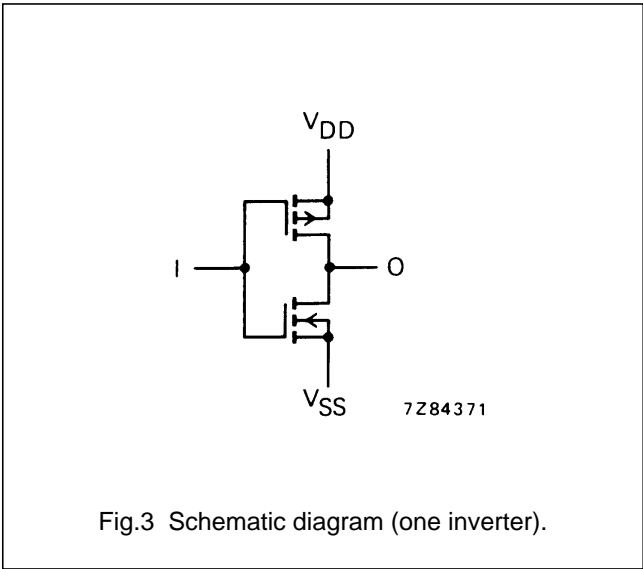 VDD
I
O
VSS
7Z84371
Fig.3 Schematic diagram (one inverter).